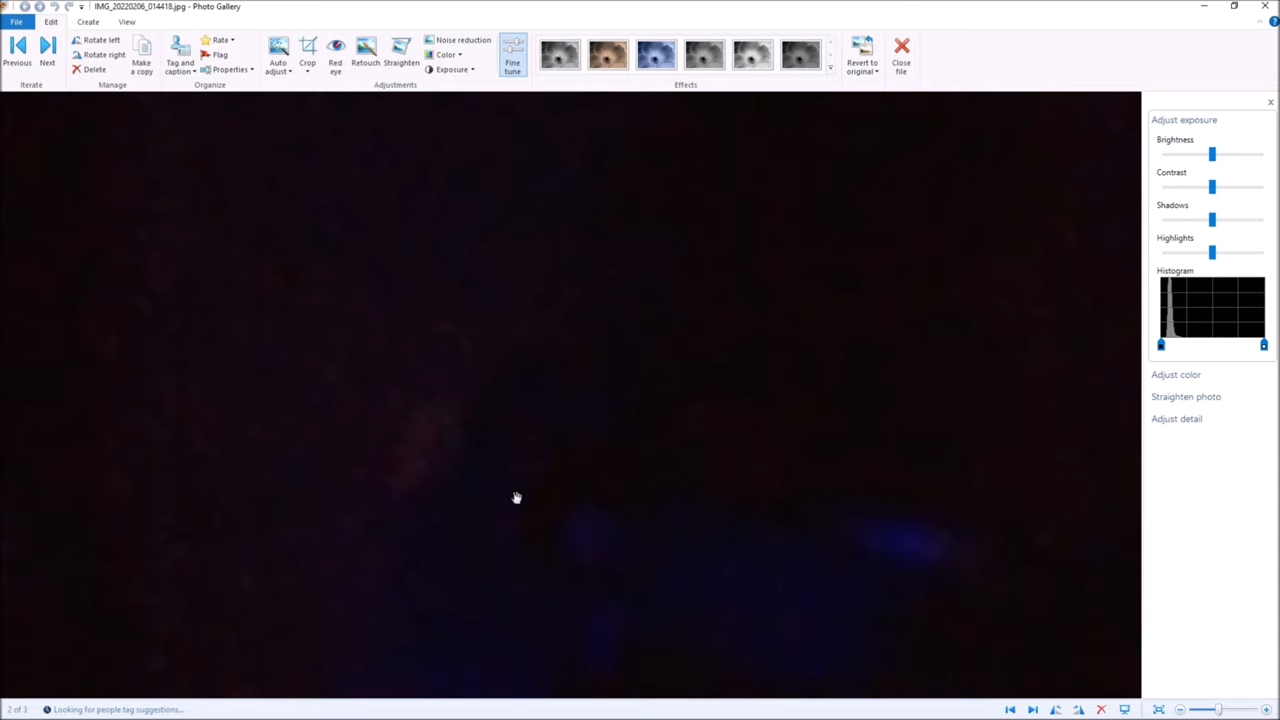 IMG_20220206_014418.jpg - Photo Gallery
File Edit Create View
Previous
Next
Iterate
Rotate left
Rotate right
Delete
Make a copy
Manage
Tag and caption
Rate
Flag
Properties
Organize
Auto adjust
Crop
Red eye
Retouch
Straighten
Noise reduction
Color
Exposure
Adjustments
Fine tune
Effects
Revert to original
Close file
Adjust exposure
Brightness
Contrast
Shadows
Highlights
Histogram
Adjust color
Straighten photo
Adjust detail
2 of 3
Looking for people tag suggestions...